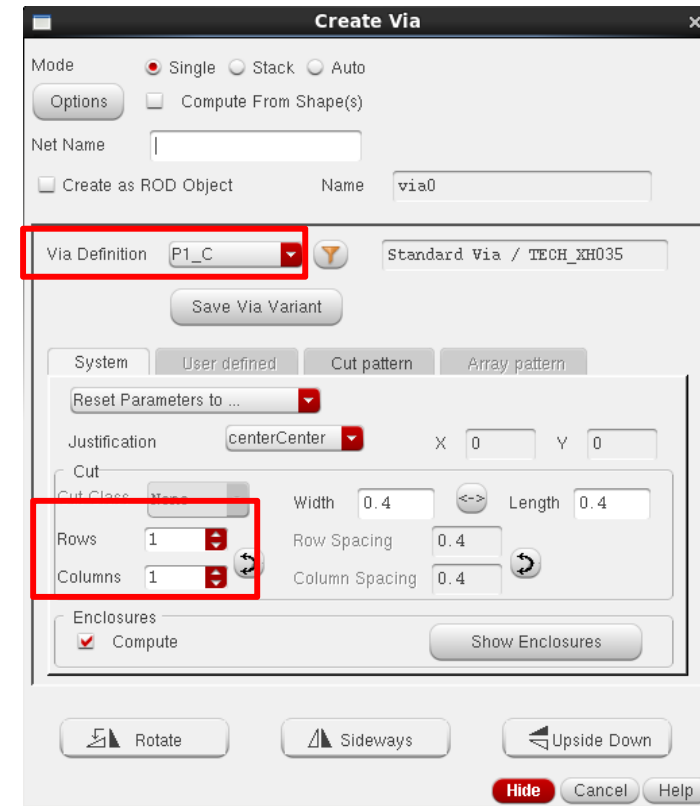 Create Via
Mode Single Stack Auto
Options Compute From Shape(s)
Net Name
Create as ROD Object Name via0
Via Definition P1_C Standard Via / TECH_XH035
Save Via Variant
System User defined Cut pattern Array pattern
Reset Parameters to ...
Justification centerCenter X 0 Y 0
Cut
Cut Class None Width 0.4 <-> Length 0.4
Rows 1 Row Spacing 0.4
Columns 1 Column Spacing 0.4
Enclosures
Compute Show Enclosures
Rotate Sideways Upside Down
Hide Cancel Help